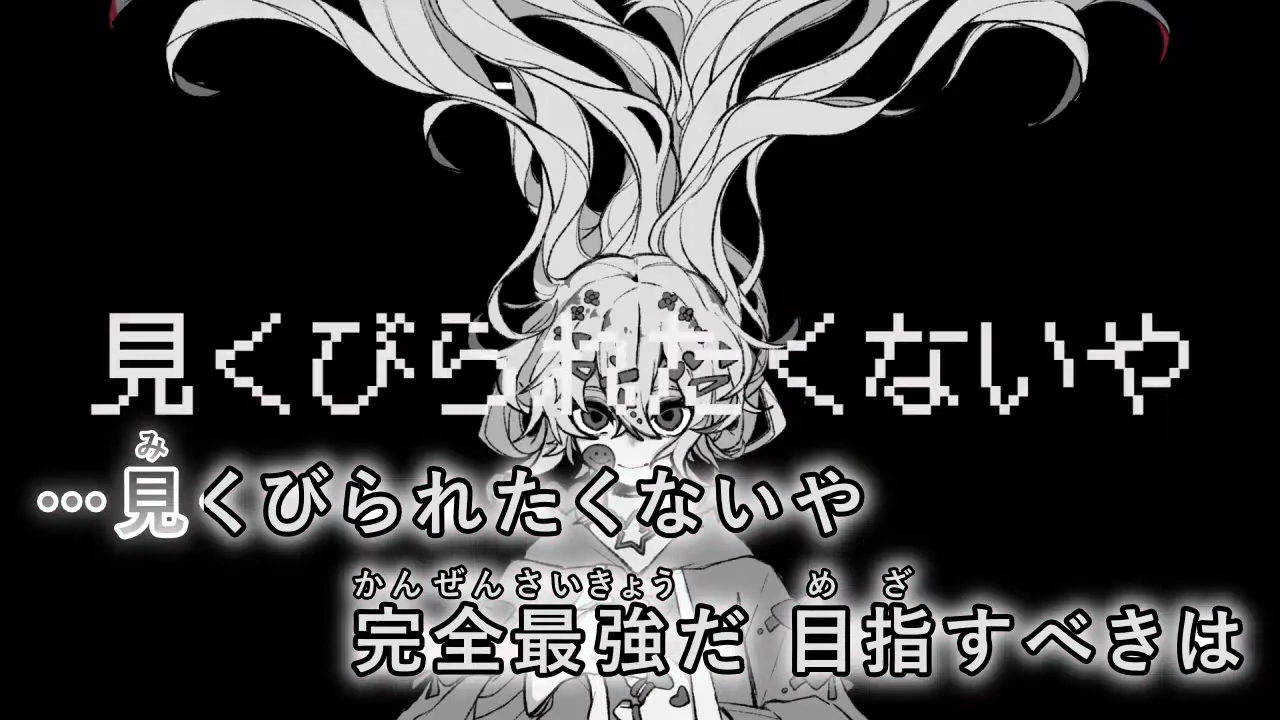 見くびられたくないや
み
…見くびられたくないや
かんぜんさいきょう めざ
完全最強だ 目指すべきは